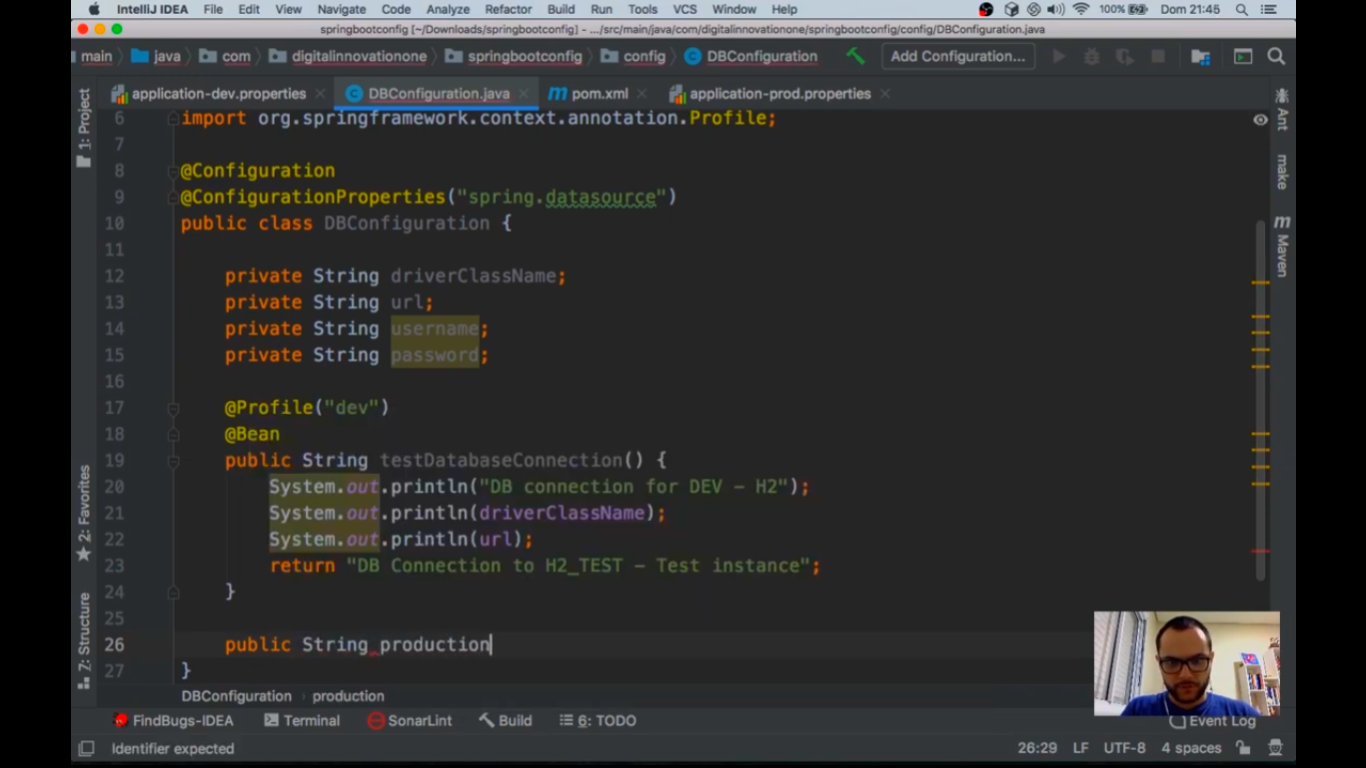 IntelliJ IDEA File Edit View Navigate Code Analyze Refactor Build Run Tools VCS Window Help 100% Dom 21:45
springbootconfig [~/Downloads/springbootconfig] - .../src/main/java/com/digitalinnovationone/springbootconfig/config/DBConfiguration.java
main java com digitalinnovationone springbootconfig config DBConfiguration Add Configuration...
application-dev.properties DBConfiguration.java pom.xml application-prod.properties
1: Project
2: Favorites
7: Structure
Ant
make
Maven
6 import org.springframework.context.annotation.Profile;
7
8 @Configuration
9 @ConfigurationProperties("spring.datasource")
10 public class DBConfiguration {
11
12 private String driverClassName;
13 private String url;
14 private String username;
15 private String password;
16
17 @Profile("dev")
18 @Bean
19 public String testDatabaseConnection() {
20 System.out.println("DB connection for DEV - H2");
21 System.out.println(driverClassName);
22 System.out.println(url);
23 return "DB Connection to H2_TEST - Test instance";
24 }
25
26 public String production
27 }
DBConfiguration › production
FindBugs-IDEA Terminal SonarLint Build 6: TODO Event Log
Identifier expected 26:29 LF UTF-8 4 spaces